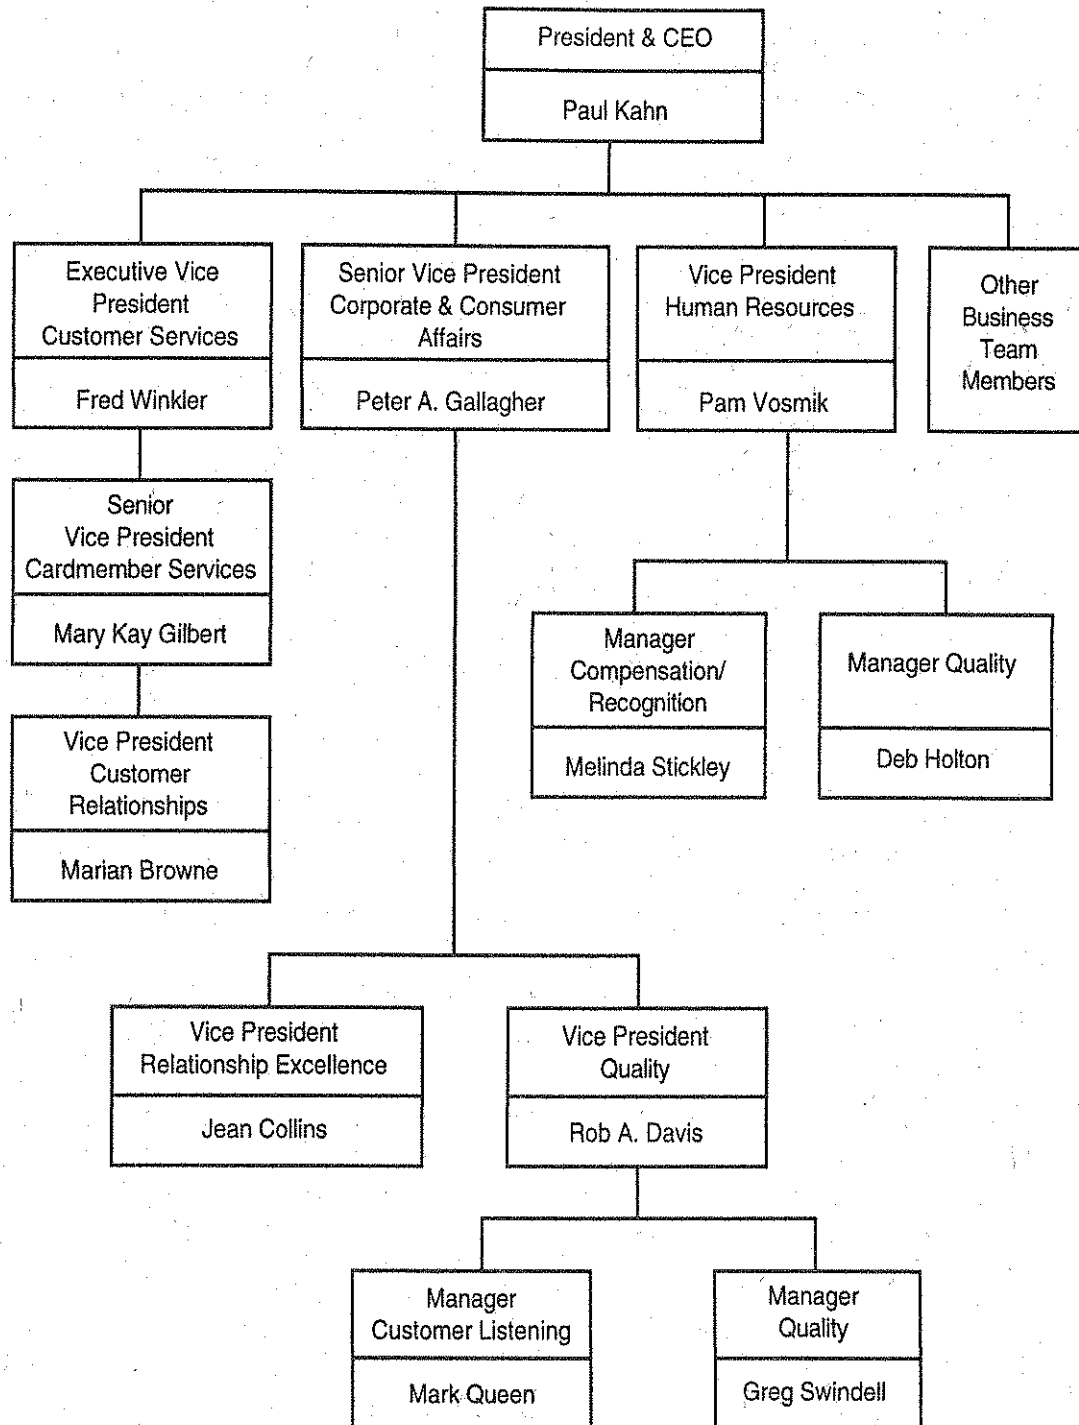 President & CEO
Paul Kahn
Executive Vice
President
Customer Services
Fred Winkler
Senior Vice President
Corporate & Consumer
Affairs
Peter A. Gallagher
Vice President
Human Resources
Pam Vosmik
Other
Business
Team
Members
Senior
Vice President
Cardmember Services
Mary Kay Gilbert
Manager
Compensation/
Recognition
Melinda Stickley
Manager Quality
Deb Holton
Vice President
Customer
Relationships
Marian Browne
Vice President
Relationship Excellence
Jean Collins
Vice President
Quality
Rob A. Davis
Manager
Customer Listening
Mark Queen
Manager
Quality
Greg Swindell